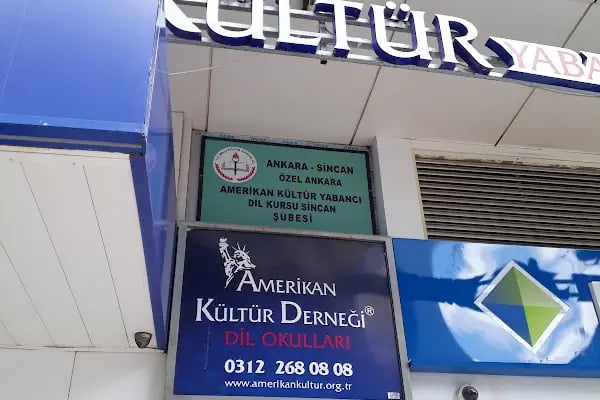 KÜLTÜR YABA
ANKARA - SİNCAN
ÖZEL ANKARA
AMERİKAN KÜLTÜR YABANCI
DİL KURSU SİNCAN
ŞUBESİ
AMERİKAN
KÜLTÜR DERNEĞİ®
DİL OKULLARI
0312 268 08 08
www.amerikankultur.org.tr